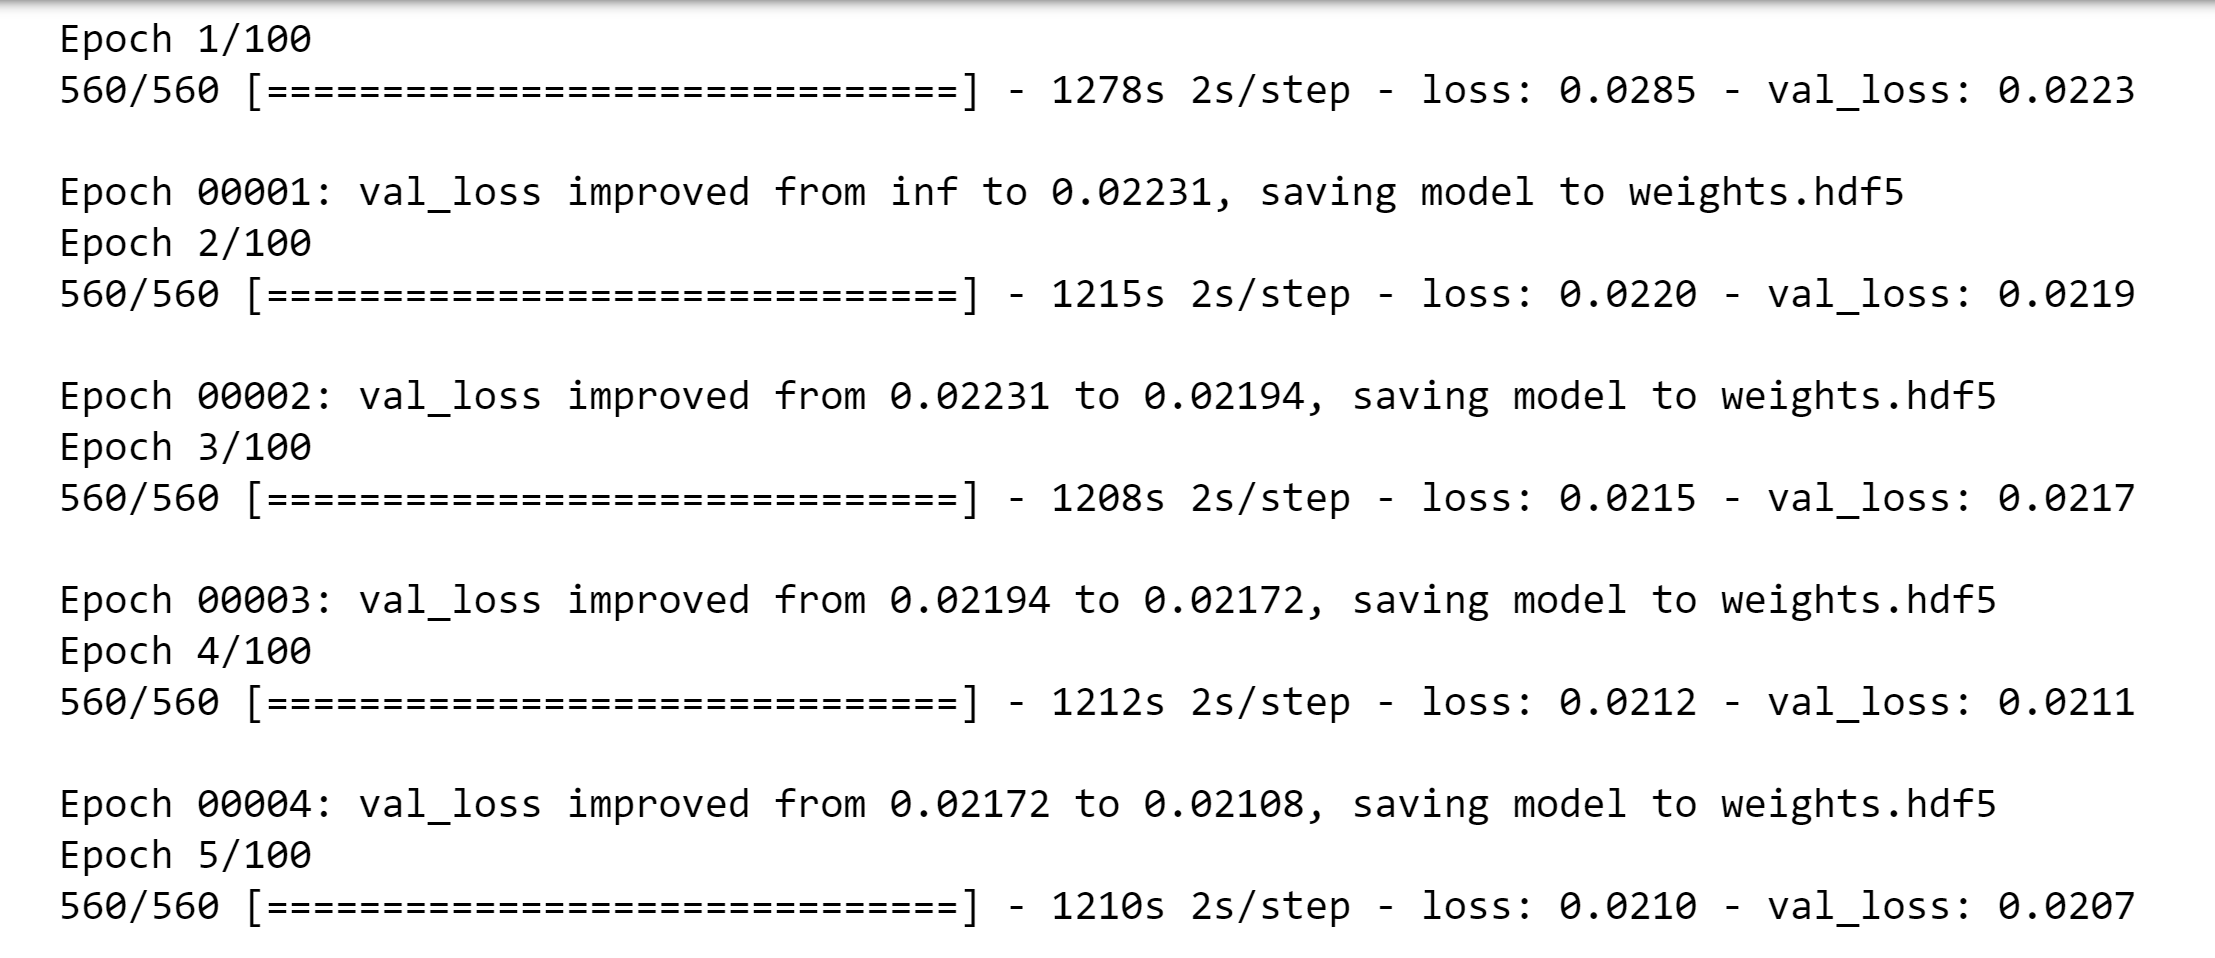 Epoch 1/100
560/560 [==============================] - 1278s 2s/step - loss: 0.0285 - val_loss: 0.0223
Epoch 00001: val_loss improved from inf to 0.02231, saving model to weights.hdf5
Epoch 2/100
560/560 [==============================] - 1215s 2s/step - loss: 0.0220 - val_loss: 0.0219
Epoch 00002: val_loss improved from 0.02231 to 0.02194, saving model to weights.hdf5
Epoch 3/100
560/560 [==============================] - 1208s 2s/step - loss: 0.0215 - val_loss: 0.0217
Epoch 00003: val_loss improved from 0.02194 to 0.02172, saving model to weights.hdf5
Epoch 4/100
560/560 [==============================] - 1212s 2s/step - loss: 0.0212 - val_loss: 0.0211
Epoch 00004: val_loss improved from 0.02172 to 0.02108, saving model to weights.hdf5
Epoch 5/100
560/560 [==============================] - 1210s 2s/step - loss: 0.0210 - val_loss: 0.0207